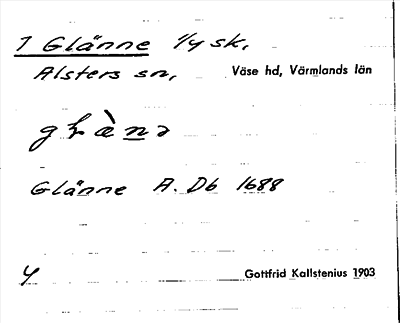 1 Glänne 1/4 sk,
Alsters sn, Väse hd, Värmlands län
Glänne A. Db 1688
4
Gottfrid Kallstenius 1903